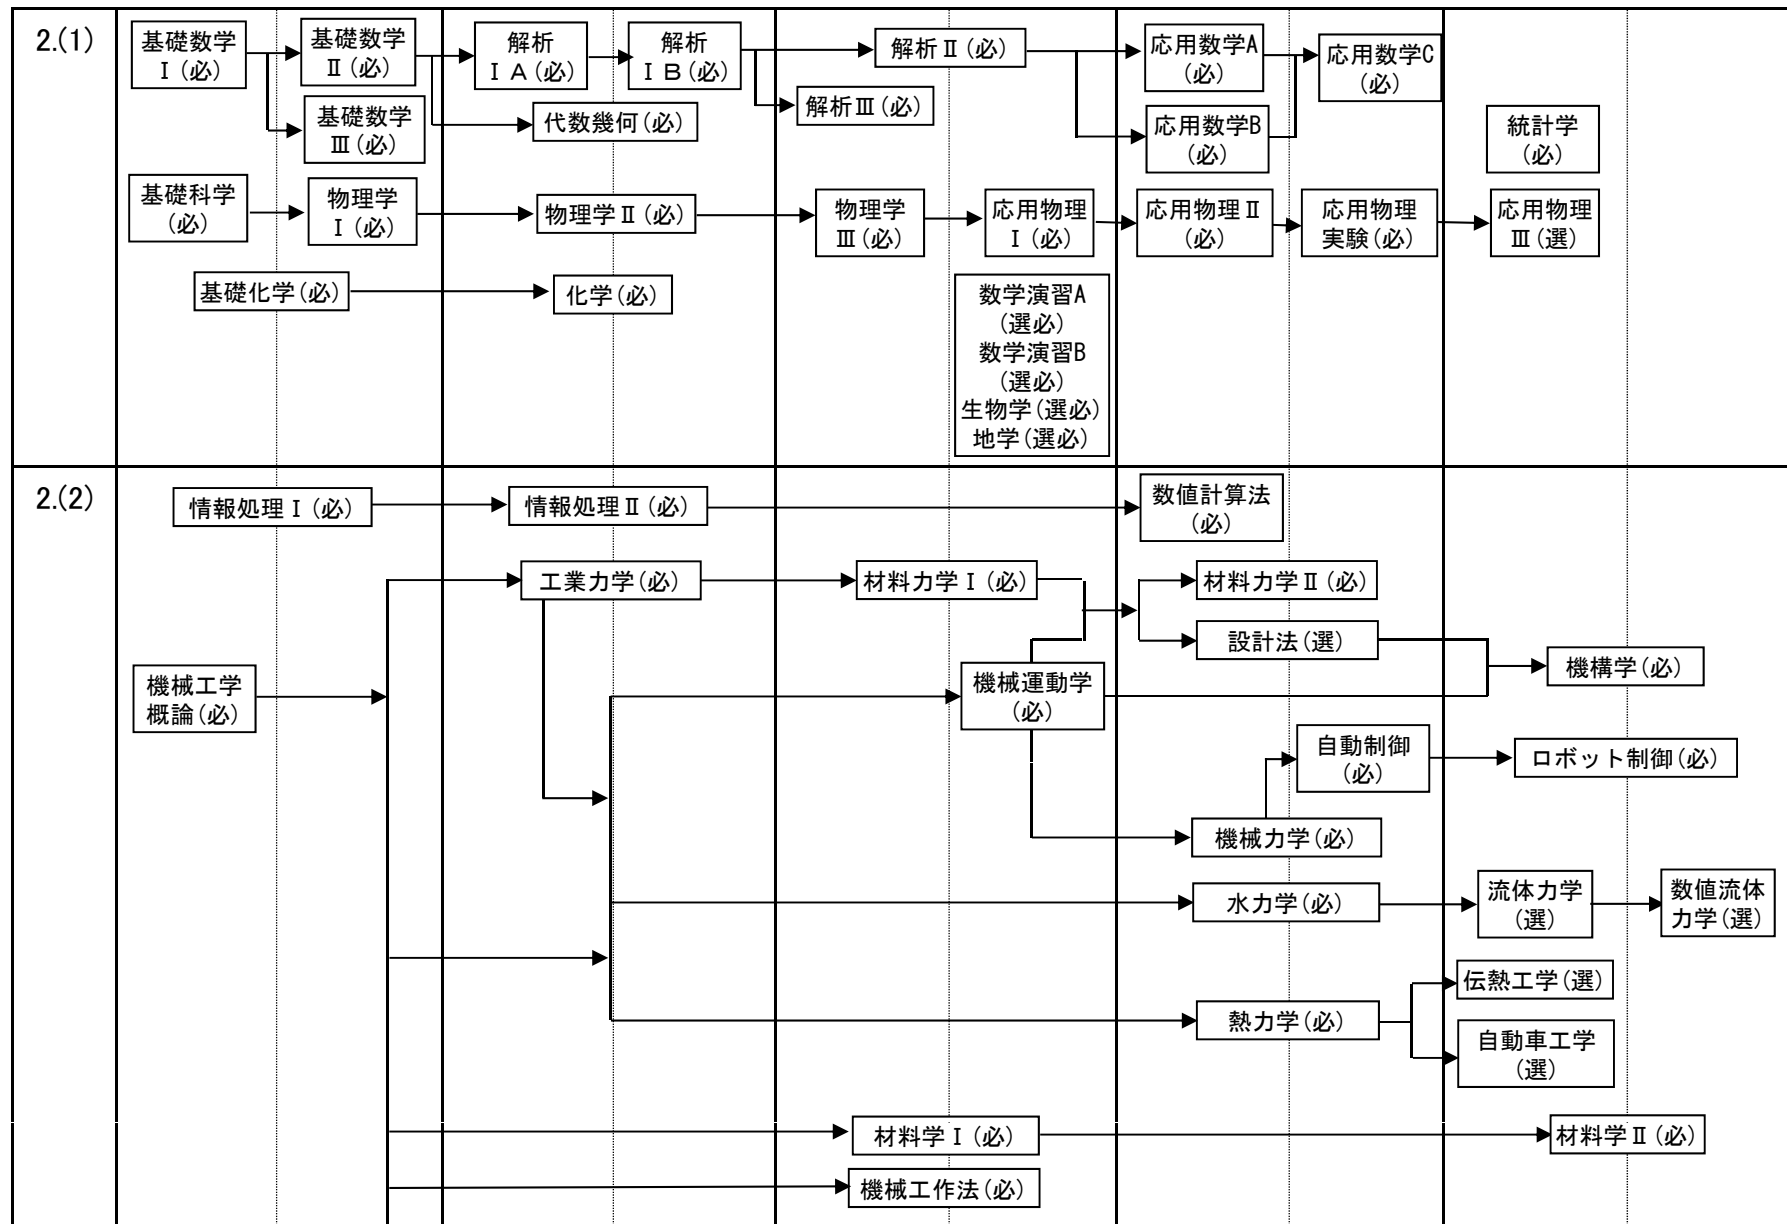 2.(1)
基礎数学
Ⅰ(必)
基礎数学
Ⅱ(必)
解析
Ⅰ A(必)
解析
Ⅰ B(必)
解析Ⅱ(必)
応用数学A
(必)
応用数学C
(必)
解析Ⅲ(必)
基礎数学
Ⅲ(必)
代数幾何(必)
応用数学B
(必)
統計学
(必)
基礎科学
(必)
物理学
Ⅰ(必)
物理学Ⅱ(必)
物理学
Ⅲ(必)
応用物理
Ⅰ(必)
応用物理Ⅱ
(必)
応用物理
実験(必)
応用物理
Ⅲ(選)
基礎化学(必)
化学(必)
数学演習A
(選必)
数学演習B
(選必)
生物学(選必)
地学(選必)
2.(2)
情報処理Ⅰ(必)
情報処理Ⅱ(必)
数値計算法
(必)
工業力学(必)
材料力学Ⅰ(必)
材料力学Ⅱ(必)
設計法(選)
機械工学
概論(必)
機械運動学
(必)
機構学(必)
自動制御
(必)
ロボット制御(必)
機械力学(必)
水力学(必)
流体力学
(選)
数値流体
力学(選)
伝熱工学(選)
熱力学(必)
自動車工学
(選)
材料学Ⅰ(必)
材料学Ⅱ(必)
機械工作法(必)